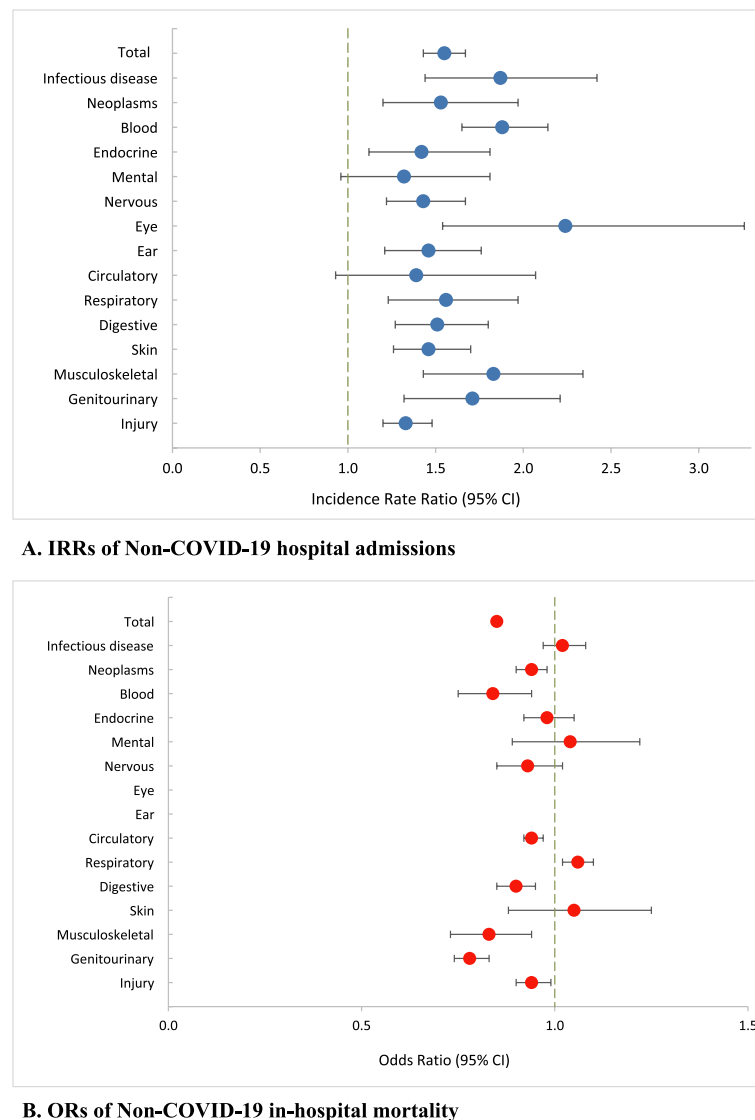 Total
Infectious disease
Neoplasms
Blood
Endocrine
Mental
Nervous
Eye
Ear
Circulatory
Respiratory
Digestive
Skin
Musculoskeletal
Genitourinary
Injury
0.0 0.5 1.0 1.5 2.0 2.5 3.0
Incidence Rate Ratio (95% CI)
A. IRRs of Non-COVID-19 hospital admissions
Total
Infectious disease
Neoplasms
Blood
Endocrine
Mental
Nervous
Eye
Ear
Circulatory
Respiratory
Digestive
Skin
Musculoskeletal
Genitourinary
Injury
0.0 0.5 1.0 1.5
Odds Ratio (95% CI)
B. ORs of Non-COVID-19 in-hospital mortality